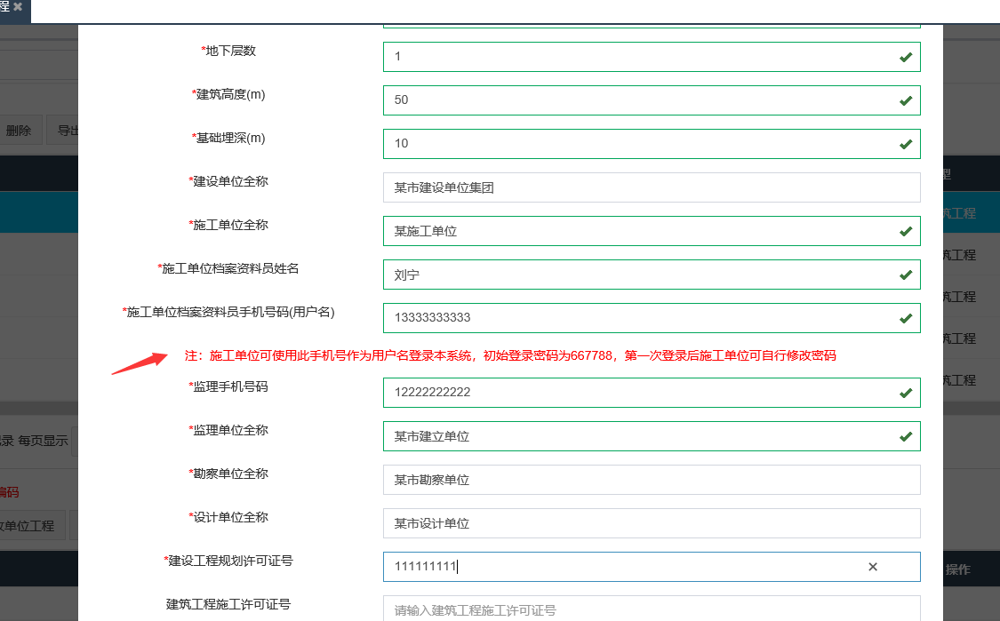 程 ×
*地下层数 1
*建筑高度(m) 50
删除 导出
*基础埋深(m) 10
*建设单位全称 某市建设单位集团
型
*施工单位全称 某施工单位
筑工程
*施工单位档案资料员姓名 刘宁
筑工程
*施工单位档案资料员手机号码(用户名) 13333333333
筑工程
筑工程
注：施工单位可使用此手机号作为用户名登录本系统，初始登录密码为667788，第一次登录后施工单位可自行修改密码
*监理手机号码 12222222222
筑工程
*监理单位全称 某市建立单位
录 每页显示
*勘察单位全称 某市勘察单位
编码
*设计单位全称 某市设计单位
单位工程
*建设工程规划许可证号 111111111 ×
操作
建筑工程施工许可证号 请输入建筑工程施工许可证号